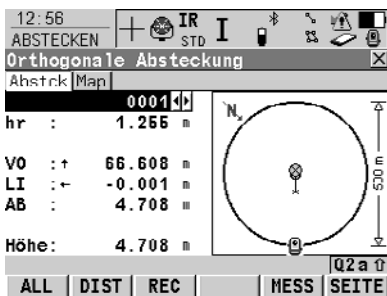 12:56
ABSTECKEN
IR
STD
I
Orthogonale Absteckung
Abstck Map
0001
hr : 1.255 m
VO :↑ 66.608 m
LI :← -0.001 m
AB : 4.708 m
Höhe: 4.708 m
N
500 m
Q2a⇧
ALL DIST REC MESS SEITE